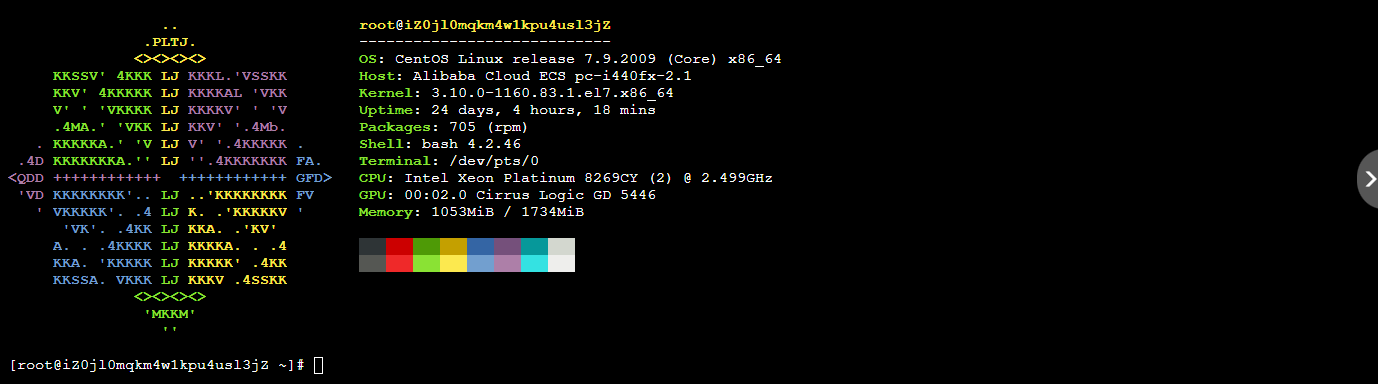 ..
.PLTJ.
<><><><>
KKSSV' 4KKK LJ KKKL.'VSSKK
KKV' 4KKKKK LJ KKKKAL 'VKK
V' ' 'VKKKK LJ KKKKV' ' 'V
.4MA.' 'VKK LJ KKV' '.4Mb.
. KKKKKA.' 'V LJ V' '.4KKKKK .
.4D KKKKKKKA.'' LJ ''.4KKKKKKK FA.
<QDD ++++++++++++  ++++++++++++ GFD>
'VD KKKKKKKK'.. LJ ..'KKKKKKKK FV
' VKKKKK'. .4 LJ K. .'KKKKKV '
'VK'. .4KK LJ KKA. .'KV'
A. . .4KKKK LJ KKKKA. . .4
KKA. 'KKKKK LJ KKKKK' .4KK
KKSSA. VKKK LJ KKKV .4SSKK
<><><><>
'MKKM'
''
root@iZ0jl0mqkm4w1kpu4usl3jZ
----------------------------
OS: CentOS Linux release 7.9.2009 (Core) x86_64
Host: Alibaba Cloud ECS pc-i440fx-2.1
Kernel: 3.10.0-1160.83.1.el7.x86_64
Uptime: 24 days, 4 hours, 18 mins
Packages: 705 (rpm)
Shell: bash 4.2.46
Terminal: /dev/pts/0
CPU: Intel Xeon Platinum 8269CY (2) @ 2.499GHz
GPU: 00:02.0 Cirrus Logic GD 5446
Memory: 1053MiB / 1734MiB
[root@iZ0jl0mqkm4w1kpu4usl3jZ ~]#